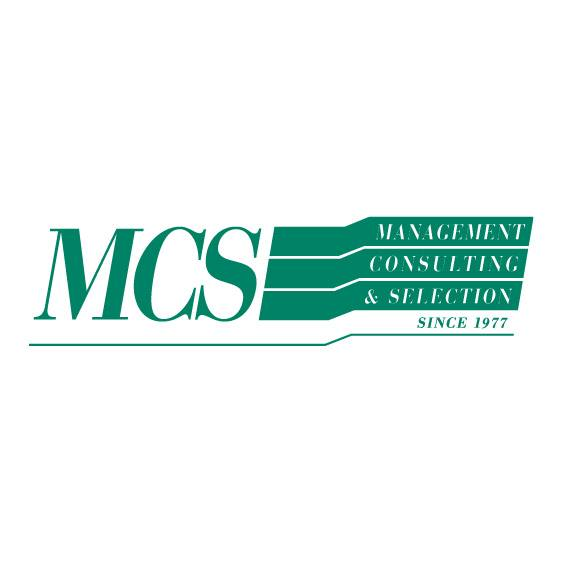 MCS
MANAGEMENT
CONSULTING
& SELECTION
SINCE 1977